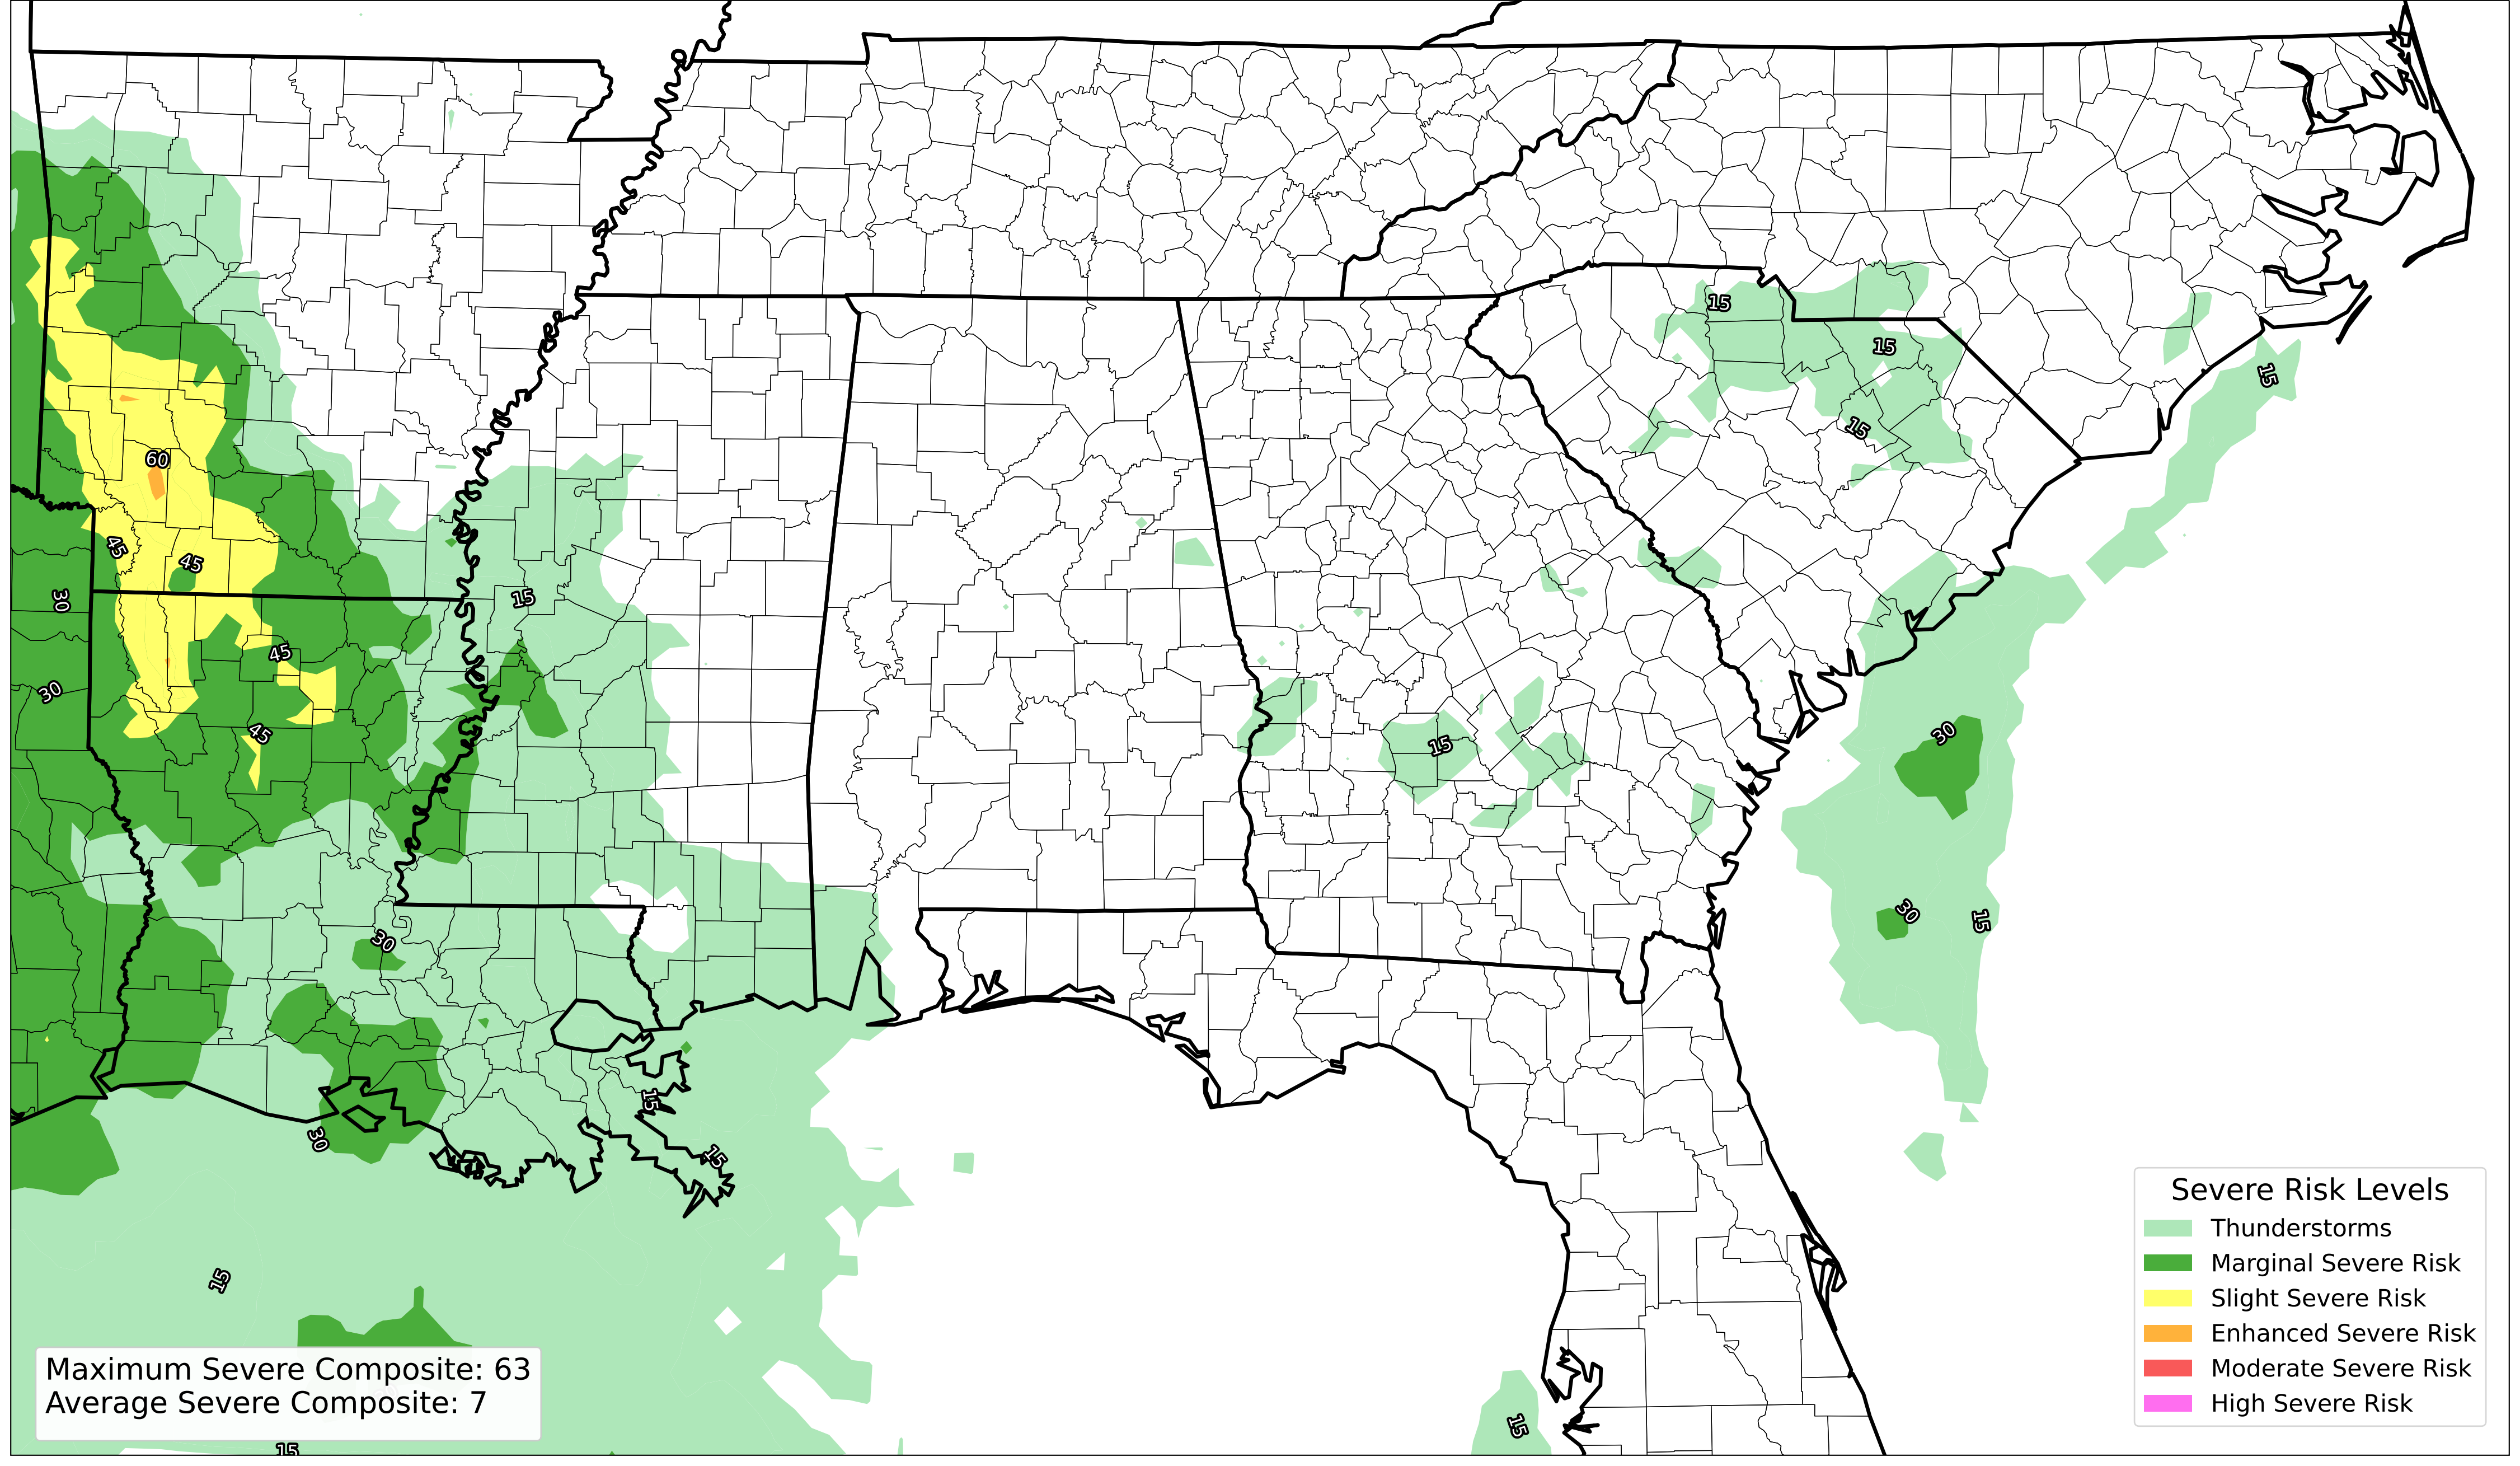 15
15
15
15
60
45
45
30
15
45
30
45
15
30
30
30
15
30
15
15
30
15
15
15
Severe Risk Levels
Thunderstorms
Marginal Severe Risk
Slight Severe Risk
Enhanced Severe Risk
Moderate Severe Risk
High Severe Risk
Maximum Severe Composite: 63
Average Severe Composite: 7